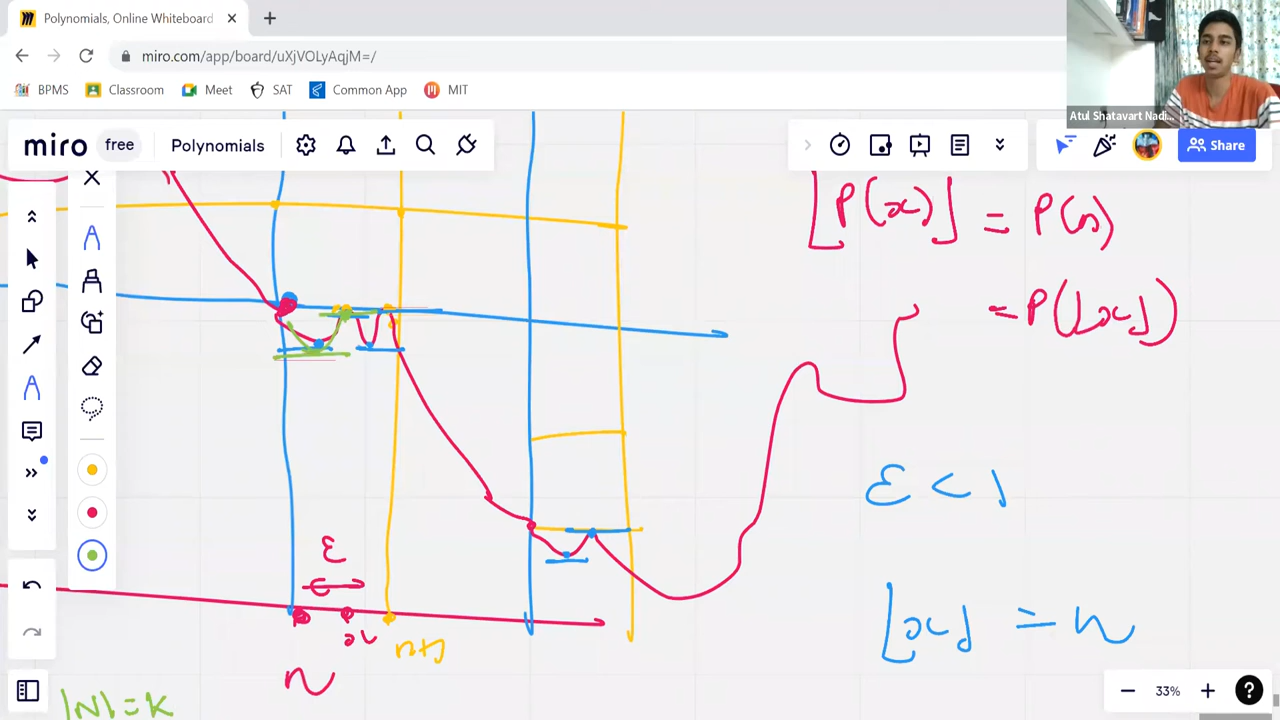 Polynomials, Online Whiteboard
miro.com/app/board/uXjVOLyAqjM=/
BPMS
Classroom
Meet
SAT
Common App
MIT
Atul Shatavart Nadi...
miro
free
Polynomials
Share
⌊P(x)⌋ = P(n)
= P(⌊x⌋)
ε < 1
⌊x⌋ = n
ε
x
n+1
n
|N| = K
33%